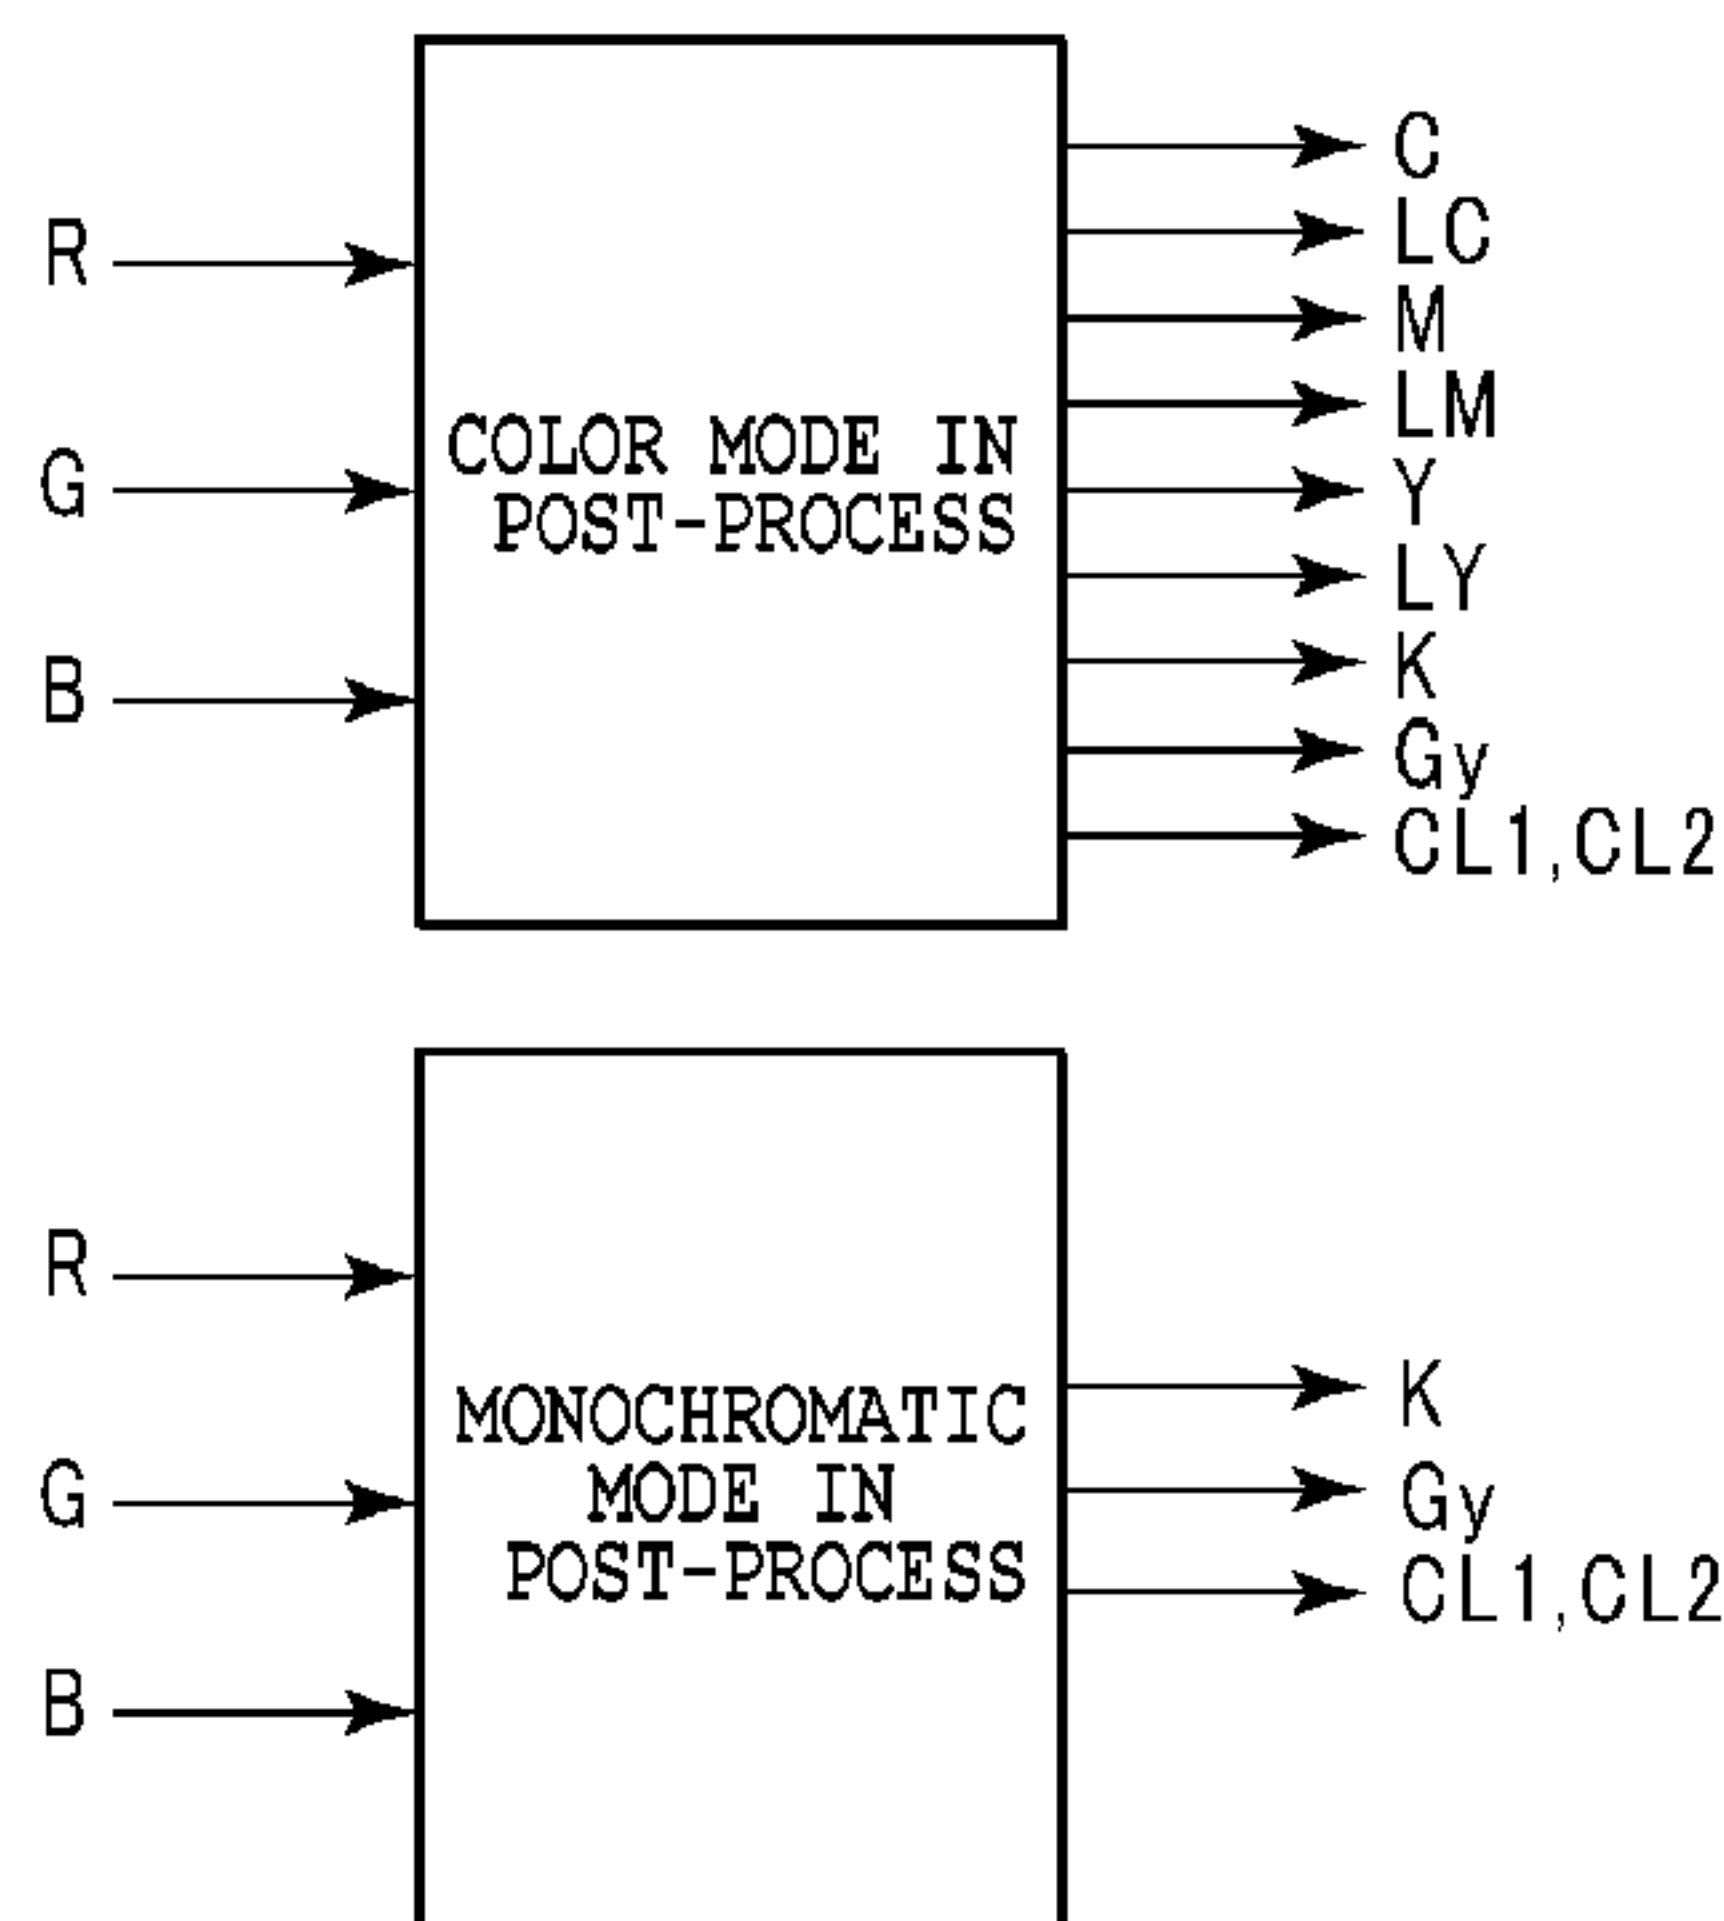 R
G
B
COLOR MODE IN
POST-PROCESS
C
LC
M
LM
Y
LY
K
Gy
CL1,CL2
R
G
B
MONOCHROMATIC
MODE IN
POST-PROCESS
K
Gy
CL1,CL2